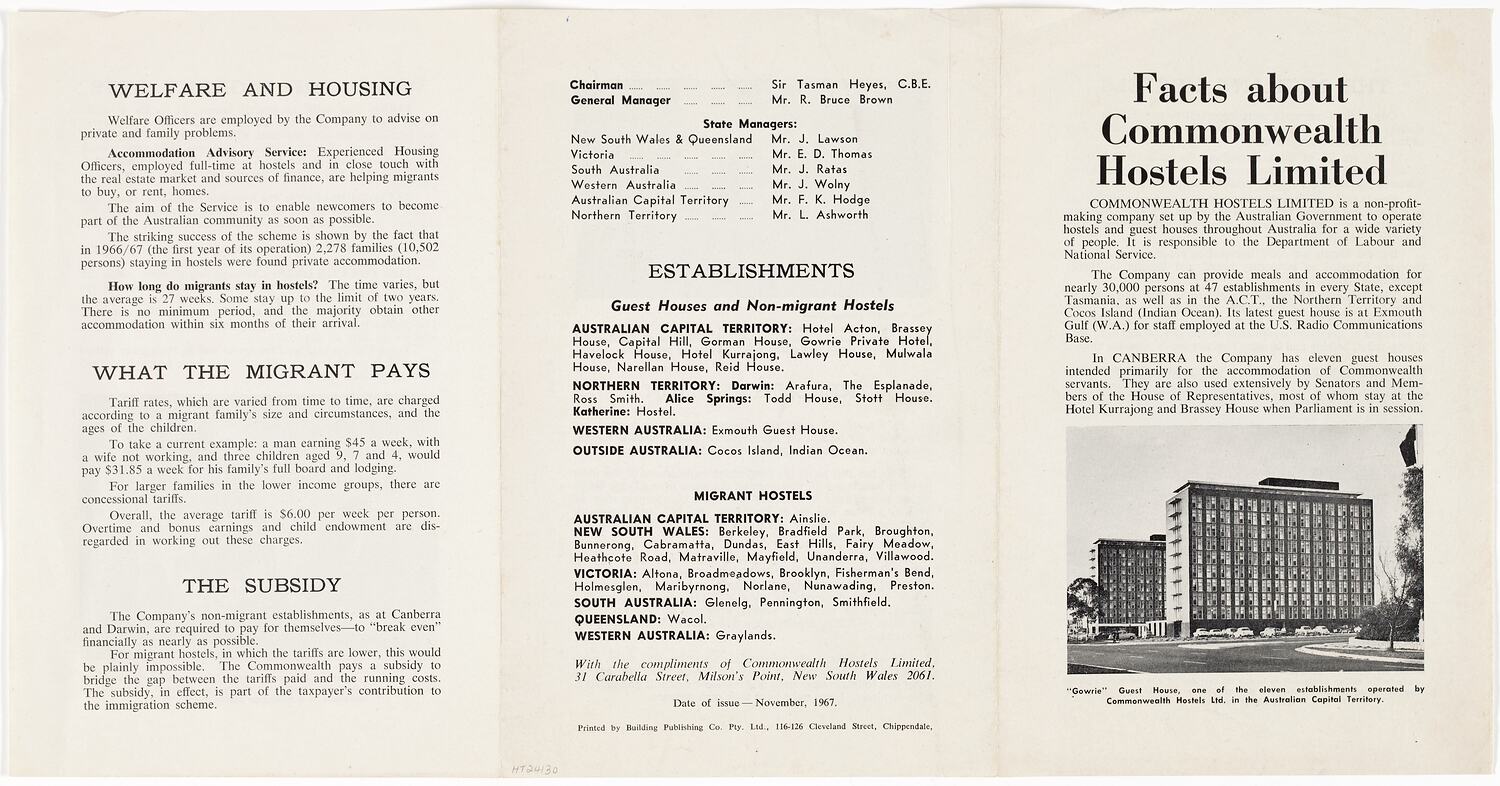 WELFARE AND HOUSING
Welfare Officers are employed by the Company to advise on
private and family problems.
Accommodation Advisory Service: Experienced Housing
Officers, employed full-time at hostels and in close touch with
the real estate market and sources of finance, are helping migrants
to buy, or rent, homes.
The aim of the Service is to enable newcomers to become
part of the Australian community as soon as possible.
The striking success of the scheme is shown by the fact that
in 1966/67 (the first year of its operation) 2,278 families (10,502
persons) staying in hostels were found private accommodation.
How long do migrants stay in hostels? The time varies, but
the average is 27 weeks. Some stay up to the limit of two years.
There is no minimum period, and the majority obtain other
accommodation within six months of their arrival.
WHAT THE MIGRANT PAYS
Tariff rates, which are varied from time to time, are charged
according to a migrant family's size and circumstances, and the
ages of the children.
To take a current example: a man earning $45 a week, with
a wife not working, and three children aged 9, 7 and 4, would
pay $31.85 a week for his family's full board and lodging.
For larger families in the lower income groups, there are
concessional tariffs.
Overall, the average tariff is $6.00 per week per person.
Overtime and bonus earnings and child endowment are dis-
regarded in working out these charges.
THE SUBSIDY
The Company's non-migrant establishments, as at Canberra
and Darwin, are required to pay for themselves—to "break even"
financially as nearly as possible.
For migrant hostels, in which the tariffs are lower, this would
be plainly impossible. The Commonwealth pays a subsidy to
bridge the gap between the tariffs paid and the running costs.
The subsidy, in effect, is part of the taxpayer's contribution to
the immigration scheme.
Chairman ...... ...... ...... ...... ...... Sir Tasman Heyes, C.B.E.
General Manager ...... ...... ...... Mr. R. Bruce Brown
State Managers:
New South Wales & Queensland Mr. J. Lawson
Victoria ...... ...... ...... ...... ...... Mr. E. D. Thomas
South Australia ...... ...... ...... Mr. J. Ratas
Western Australia ...... ...... ...... Mr. J. Wolny
Australian Capital Territory ...... Mr. F. K. Hodge
Northern Territory ...... ...... ...... Mr. L. Ashworth
ESTABLISHMENTS
Guest Houses and Non-migrant Hostels
AUSTRALIAN CAPITAL TERRITORY: Hotel Acton, Brassey
House, Capital Hill, Gorman House, Gowrie Private Hotel,
Havelock House, Hotel Kurrajong, Lawley House, Mulwala
House, Narellan House, Reid House.
NORTHERN TERRITORY: Darwin: Arafura, The Esplanade,
Ross Smith. Alice Springs: Todd House, Stott House.
Katherine: Hostel.
WESTERN AUSTRALIA: Exmouth Guest House.
OUTSIDE AUSTRALIA: Cocos Island, Indian Ocean.
MIGRANT HOSTELS
AUSTRALIAN CAPITAL TERRITORY: Ainslie.
NEW SOUTH WALES: Berkeley, Bradfield Park, Broughton,
Bunnerong, Cabramatta, Dundas, East Hills, Fairy Meadow,
Heathcote Road, Matraville, Mayfield, Unanderra, Villawood.
VICTORIA: Altona, Broadmeadows, Brooklyn, Fisherman's Bend,
Holmesglen, Maribyrnong, Norlane, Nunawading, Preston.
SOUTH AUSTRALIA: Glenelg, Pennington, Smithfield.
QUEENSLAND: Wacol.
WESTERN AUSTRALIA: Graylands.
With the compliments of Commonwealth Hostels Limited,
31 Carabella Street, Milson's Point, New South Wales 2061.
Date of issue — November, 1967.
Printed by Building Publishing Co. Pty. Ltd., 116-126 Cleveland Street, Chippendale,
HT24130
Facts about
Commonwealth
Hostels Limited
COMMONWEALTH HOSTELS LIMITED is a non-profit-
making company set up by the Australian Government to operate
hostels and guest houses throughout Australia for a wide variety
of people. It is responsible to the Department of Labour and
National Service.
The Company can provide meals and accommodation for
nearly 30,000 persons at 47 establishments in every State, except
Tasmania, as well as in the A.C.T., the Northern Territory and
Cocos Island (Indian Ocean). Its latest guest house is at Exmouth
Gulf (W.A.) for staff employed at the U.S. Radio Communications
Base.
In CANBERRA the Company has eleven guest houses
intended primarily for the accommodation of Commonwealth
servants. They are also used extensively by Senators and Mem-
bers of the House of Representatives, most of whom stay at the
Hotel Kurrajong and Brassey House when Parliament is in session.
"Gowrie" Guest House, one of the eleven establishments operated by
Commonwealth Hostels Ltd. in the Australian Capital Territory.